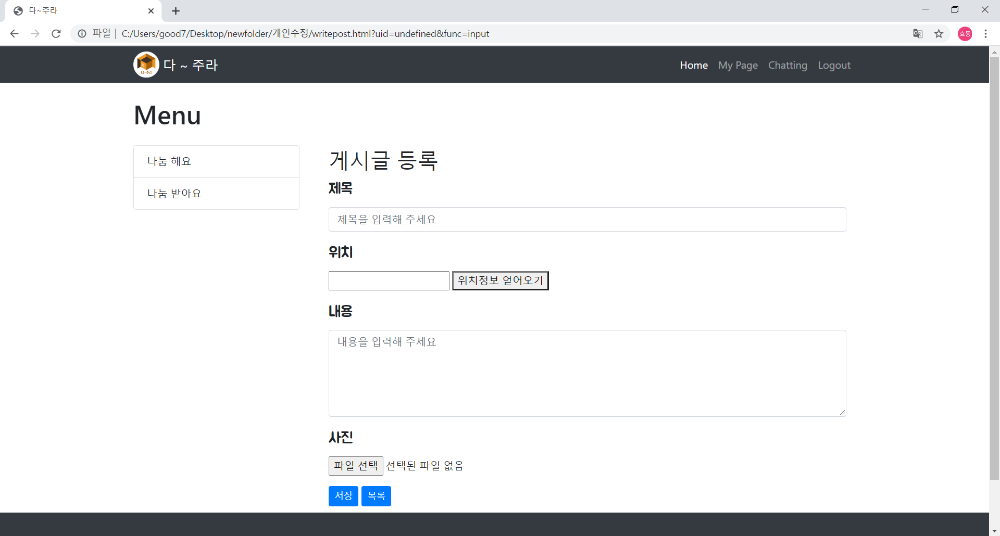 다~주라
파일 | C:/Users/good7/Desktop/newfolder/개인수정/writepost.html?uid=undefined&func=input
효동
다~주라
다 ~ 주라
Home My Page Chatting Logout
Menu
나눔 해요
나눔 받아요
게시글 등록
제목
제목을 입력해 주세요
위치
위치정보 얻어오기
내용
내용을 입력해 주세요
사진
파일 선택 선택된 파일 없음
저장 목록